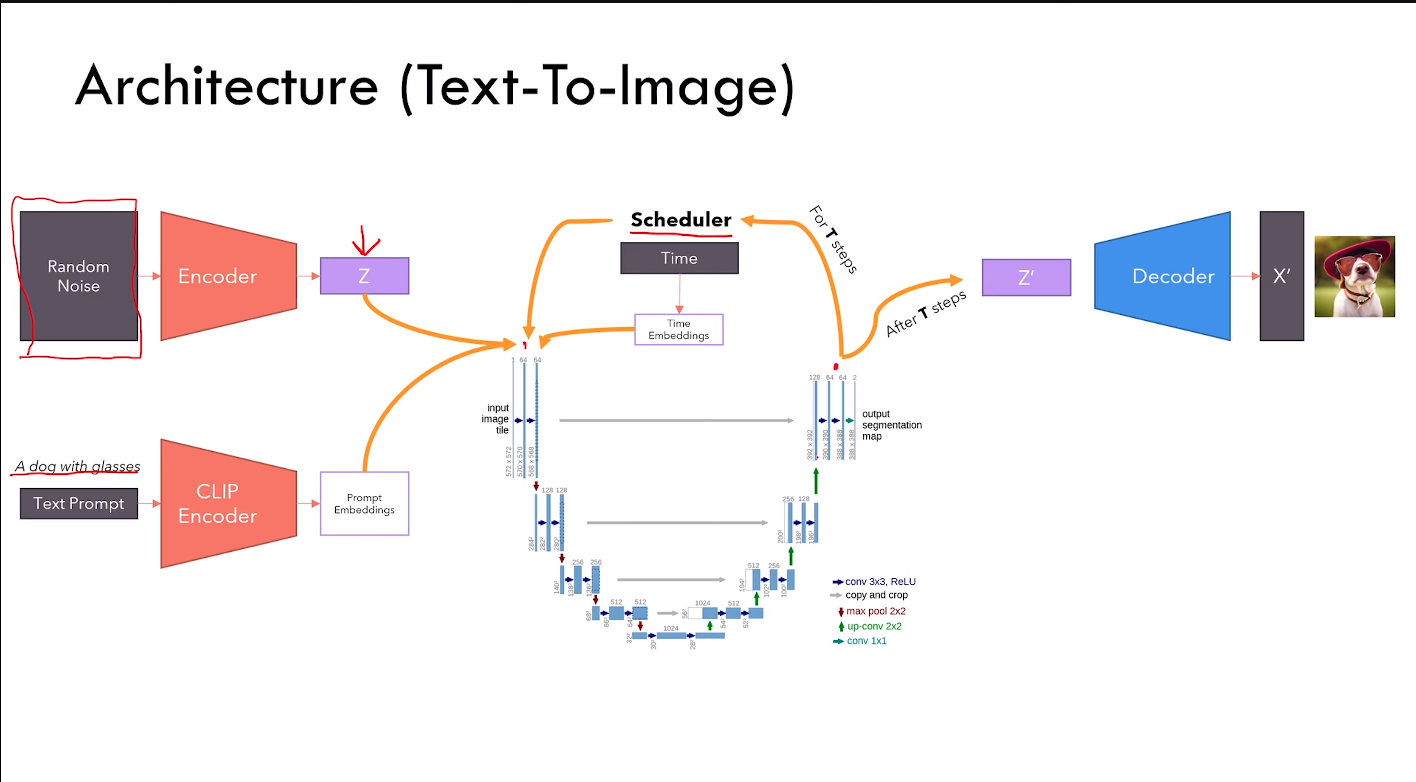 Architecture (Text-To-Image)
Random
Noise
Encoder
Z
Scheduler
Time
Time
Embeddings
For T steps
After T steps
Z’
Decoder
X’
A dog with glasses
Text Prompt
CLIP
Encoder
Prompt
Embeddings
1 64 64
input
image
tile
572 x 572
570 x 570
568 x 568
128 128
284²
282²
280²
256 256
140²
138²
512 512
1024
32²
30²
28²
1024 512
56²
54²
52²
512 256
104²
102²
100²
256 128
200²
198²
196²
128 64 64 2
392 x 392
390 x 390
388 x 388
388 x 388
output
segmentation
map
conv 3x3, ReLU
copy and crop
max pool 2x2
up-conv 2x2
conv 1x1